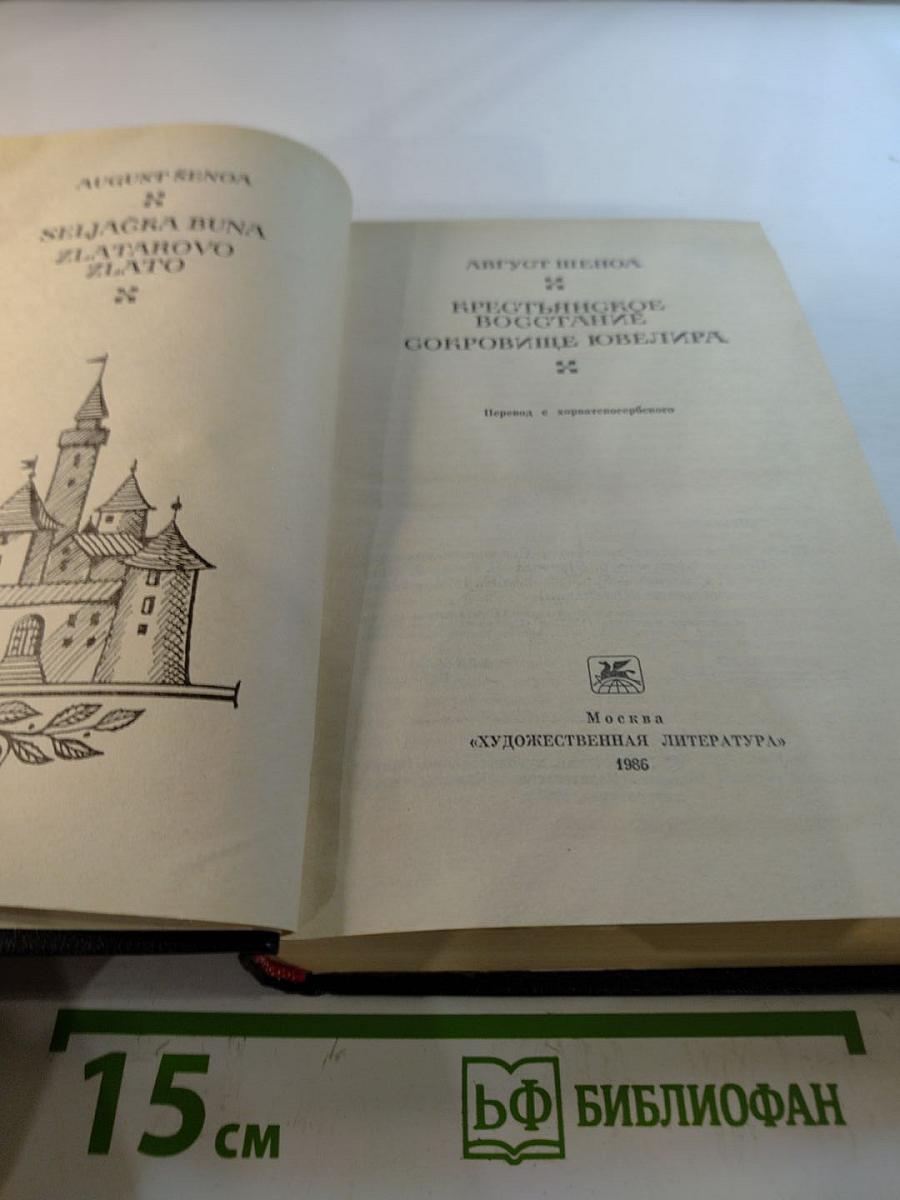 AUGUST ŠENOA
SELJAČKA BUNA
ZLATAROVO
ZLATO
АВГУСТ ШЕНОА
КРЕСТЬЯНСКОЕ
ВОССТАНИЕ
СОКРОВИЩЕ ЮВЕЛИРА
Перевод с хорватскосербского
Москва
«ХУДОЖЕСТВЕННАЯ ЛИТЕРАТУРА»
1986
15 см
БФ БИБЛИОФАН